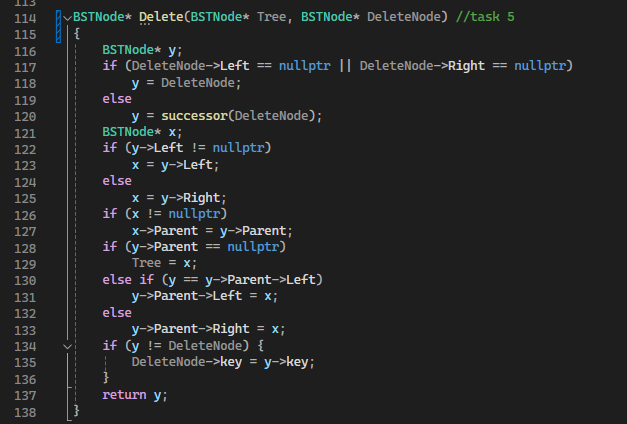 113
114 BSTNode* Delete(BSTNode* Tree, BSTNode* DeleteNode) //task 5
115 {
116 BSTNode* y;
117 if (DeleteNode->Left == nullptr || DeleteNode->Right == nullptr)
118 y = DeleteNode;
119 else
120 y = successor(DeleteNode);
121 BSTNode* x;
122 if (y->Left != nullptr)
123 x = y->Left;
124 else
125 x = y->Right;
126 if (x != nullptr)
127 x->Parent = y->Parent;
128 if (y->Parent == nullptr)
129 Tree = x;
130 else if (y == y->Parent->Left)
131 y->Parent->Left = x;
132 else
133 y->Parent->Right = x;
134 if (y != DeleteNode) {
135 DeleteNode->key = y->key;
136 }
137 return y;
138 }